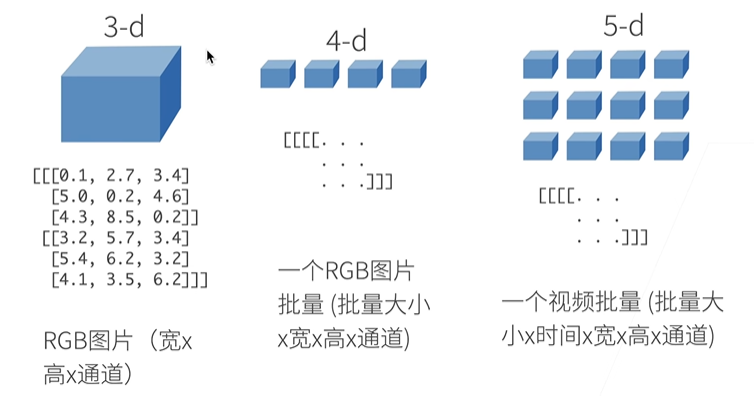 3-d
[[[0.1, 2.7, 3.4]
[5.0, 0.2, 4.6]
[4.3, 8.5, 0.2]]
[[3.2, 5.7, 3.4]
[5.4, 6.2, 3.2]
[4.1, 3.5, 6.2]]]
RGB图片（宽x
高x通道）
4-d
[[[[. . .
. . .
. . .]]]
一个RGB图片
批量 (批量大小
x宽x高x通道)
5-d
[[[[. . .
. . .
. . .]]]
一个视频批量 (批量大
小x时间x宽x高x通道)